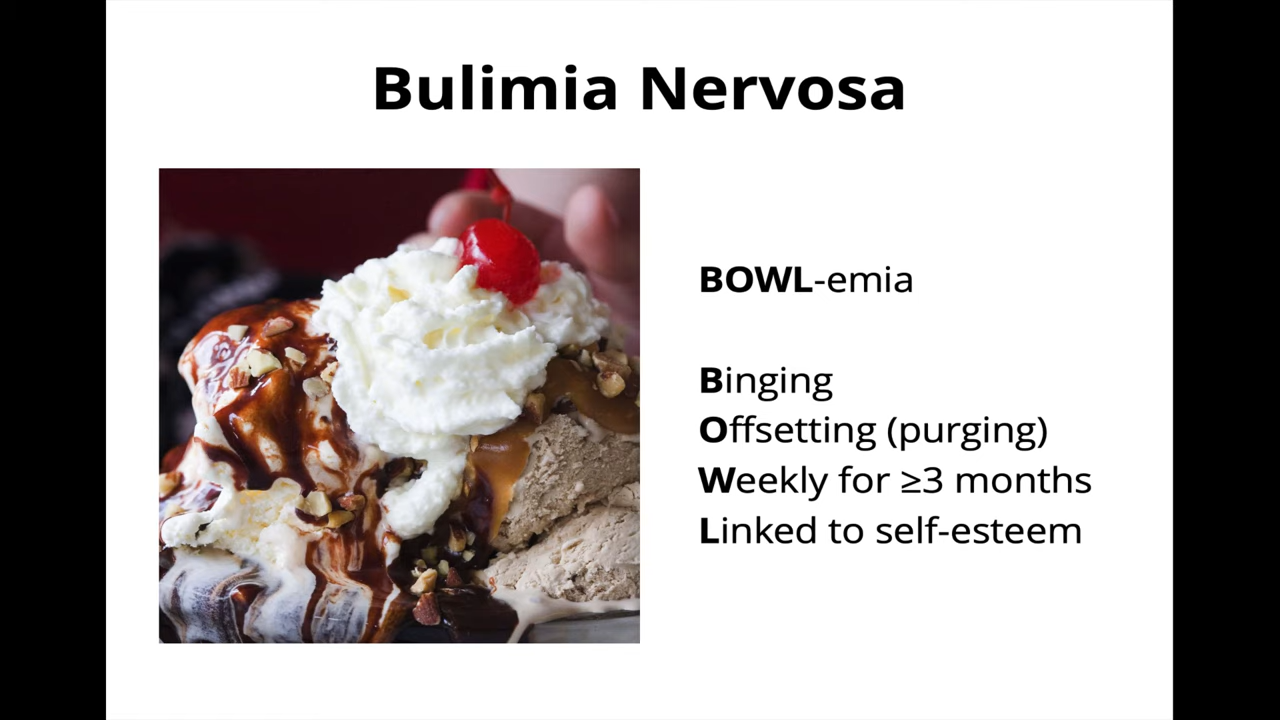 Bulimia Nervosa
BOWL-emia
Binging
Offsetting (purging)
Weekly for ≥3 months
Linked to self-esteem